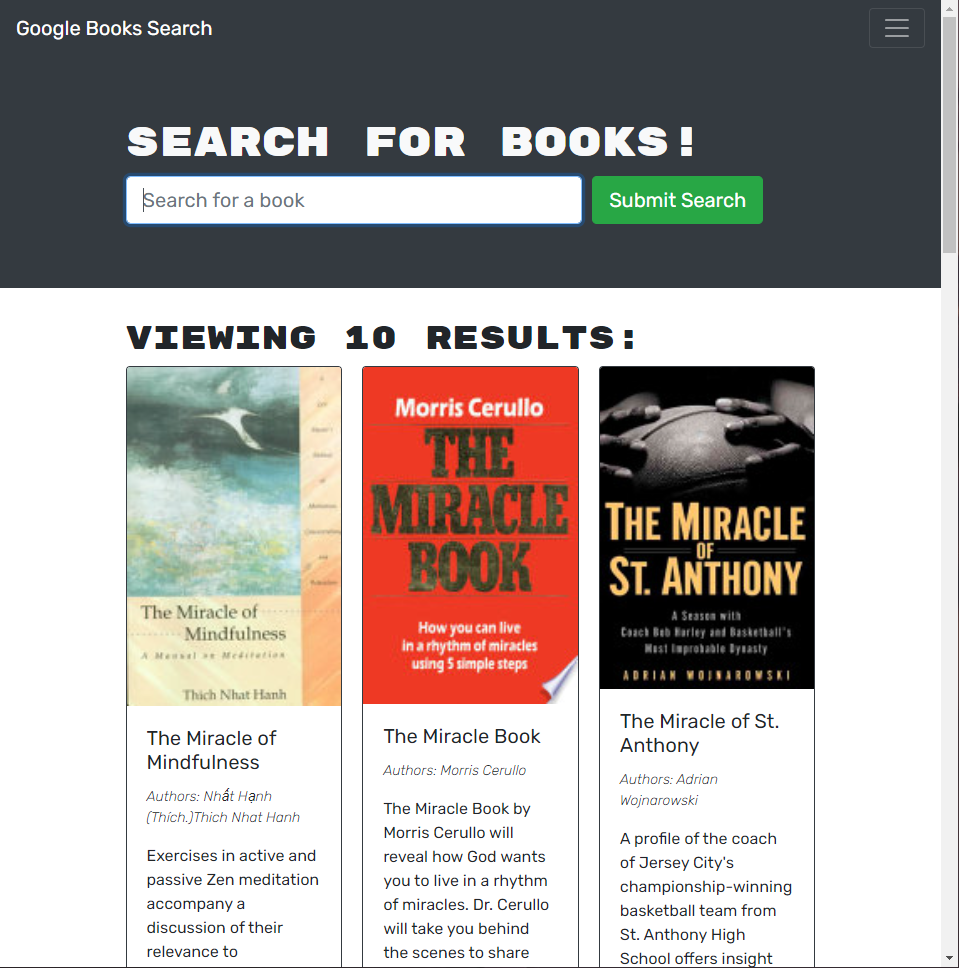 Google Books Search
SEARCH FOR BOOKS!
Search for a book
Submit Search
VIEWING 10 RESULTS:
The Miracle of
Mindfulness
A Manual on Meditation
Thich Nhat Hanh
The Miracle of
Mindfulness
Authors: Nhất Hạnh
(Thích.)Thich Nhat Hanh
Exercises in active and
passive Zen meditation
accompany a
discussion of their
relevance to
Morris Cerullo
THE
MIRACLE
BOOK
How you can live
in a rhythm of miracles
using 5 simple steps
The Miracle Book
Authors: Morris Cerullo
The Miracle Book by
Morris Cerullo will
reveal how God wants
you to live in a rhythm
of miracles. Dr. Cerullo
will take you behind
the scenes to share
THE MIRACLE
OF
ST. ANTHONY
A Season with
Coach Bob Hurley and Basketball's
Most Improbable Dynasty
ADRIAN WOJNAROWSKI
The Miracle of St.
Anthony
Authors: Adrian
Wojnarowski
A profile of the coach
of Jersey City's
championship-winning
basketball team from
St. Anthony High
School offers insight